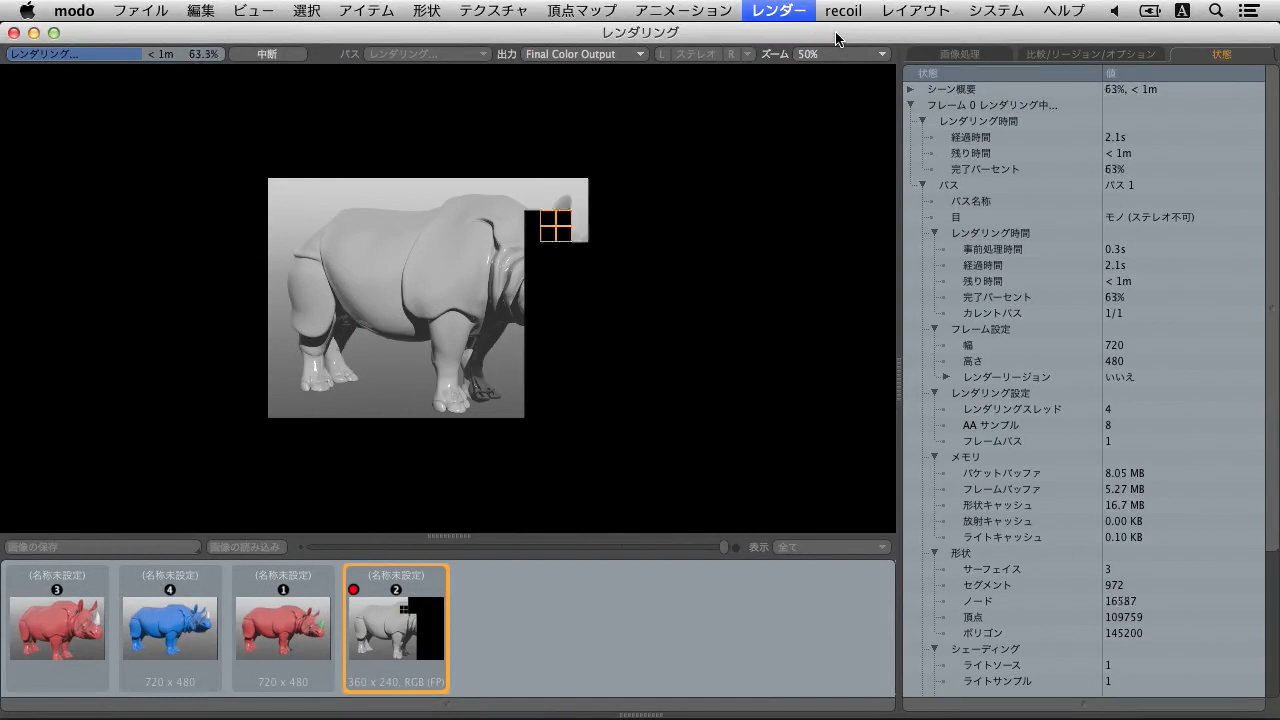 modo ファイル 編集 ビュー 選択 アイテム 形状 テクスチャ 頂点マップ アニメーション レンダー recoil レイアウト システム ヘルプ A
レンダリング
レンダリング... < 1m 63.3% 中断 パス レンダリング... 出力 Final Color Output L ステレオ R ズーム 50%
画像処理 比較/リージョン/オプション 状態
状態 値
シーン概要 63%, < 1m
フレーム 0 レンダリング中...
レンダリング時間
経過時間 2.1s
残り時間 < 1m
完了パーセント 63%
パス パス 1
パス名称
目 モノ (ステレオ不可)
レンダリング時間
事前処理時間 0.3s
経過時間 2.1s
残り時間 < 1m
完了パーセント 63%
カレントパス 1/1
フレーム設定
幅 720
高さ 480
レンダーリージョン いいえ
レンダリング設定
レンダリングスレッド 4
AA サンプル 8
フレームパス 1
メモリ
バケットバッファ 8.05 MB
フレームバッファ 5.27 MB
形状キャッシュ 16.7 MB
放射キャッシュ 0.00 KB
ライトキャッシュ 0.10 KB
形状
サーフェイス 3
セグメント 972
ノード 16587
頂点 109759
ポリゴン 145200
シェーディング
ライトソース 1
ライトサンプル 1
画像の保存 画像の読み込み 表示 全て
(名称未設定) (名称未設定) (名称未設定) (名称未設定)
3 4 1 2
720 x 480 720 x 480 360 x 240, RGB (FP)